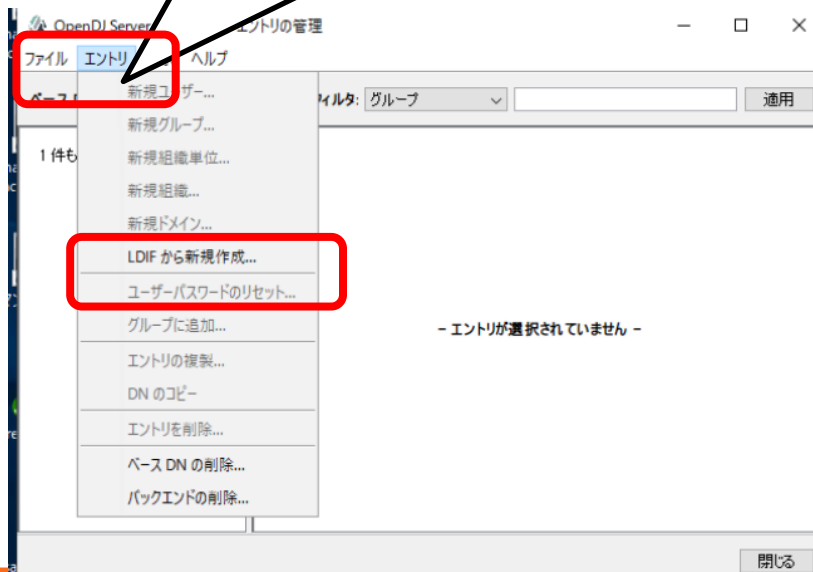 OpenDJ Server エントリの管理
ファイル エントリ ヘルプ
フィルタ: グループ 適用
新規ユーザー...
新規グループ...
1 件も
新規組織単位...
新規組織...
新規ドメイン...
LDIF から新規作成...
ユーザーパスワードのリセット...
グループに追加...
- エントリが選択されていません -
エントリの複製...
DN のコピー
エントリを削除...
ベース DN の削除...
バックエンドの削除...
閉じる